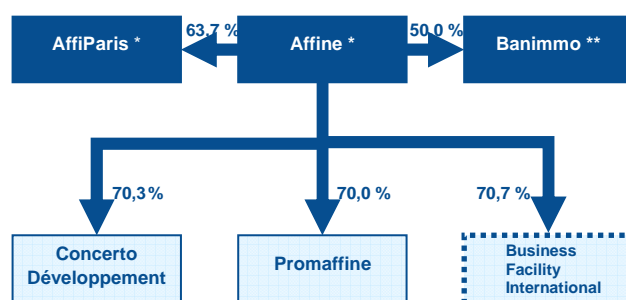 AffiParis *
63,7 %
Affine *
50,0 %
Banimmo **
70,3%
70,0 %
70,7 %
Concerto
Développement
Promaffine
Business
Facility
International